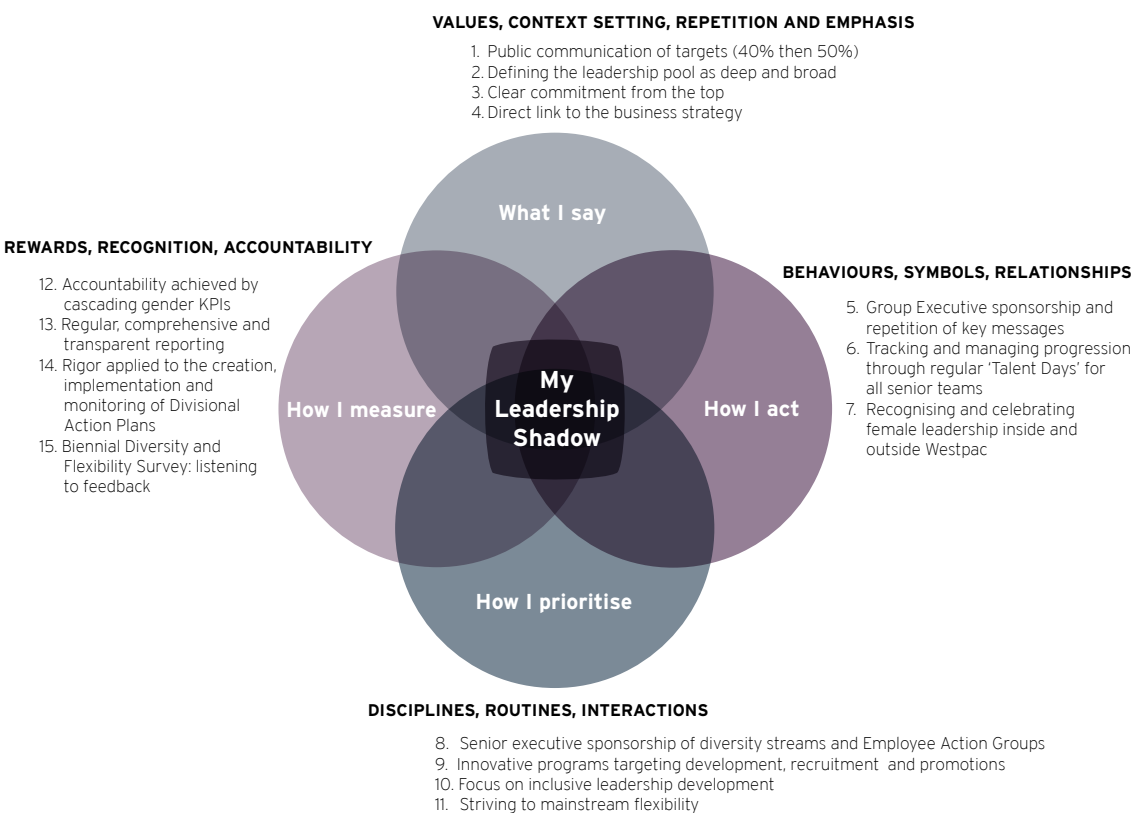 VALUES, CONTEXT SETTING, REPETITION AND EMPHASIS
1. Public communication of targets (40% then 50%)
2. Defining the leadership pool as deep and broad
3. Clear commitment from the top
4. Direct link to the business strategy
What I say
REWARDS, RECOGNITION, ACCOUNTABILITY
12. Accountability achieved by
cascading gender KPIs
13. Regular, comprehensive and
transparent reporting
14. Rigor applied to the creation,
implementation and
monitoring of Divisional
Action Plans
15. Biennial Diversity and
Flexibility Survey: listening
to feedback
How I measure
My
Leadership
Shadow
How I act
BEHAVIOURS, SYMBOLS, RELATIONSHIPS
5. Group Executive sponsorship and
repetition of key messages
6. Tracking and managing progression
through regular ‘Talent Days’ for
all senior teams
7. Recognising and celebrating
female leadership inside and
outside Westpac
How I prioritise
DISCIPLINES, ROUTINES, INTERACTIONS
8. Senior executive sponsorship of diversity streams and Employee Action Groups
9. Innovative programs targeting development, recruitment and promotions
10. Focus on inclusive leadership development
11. Striving to mainstream flexibility